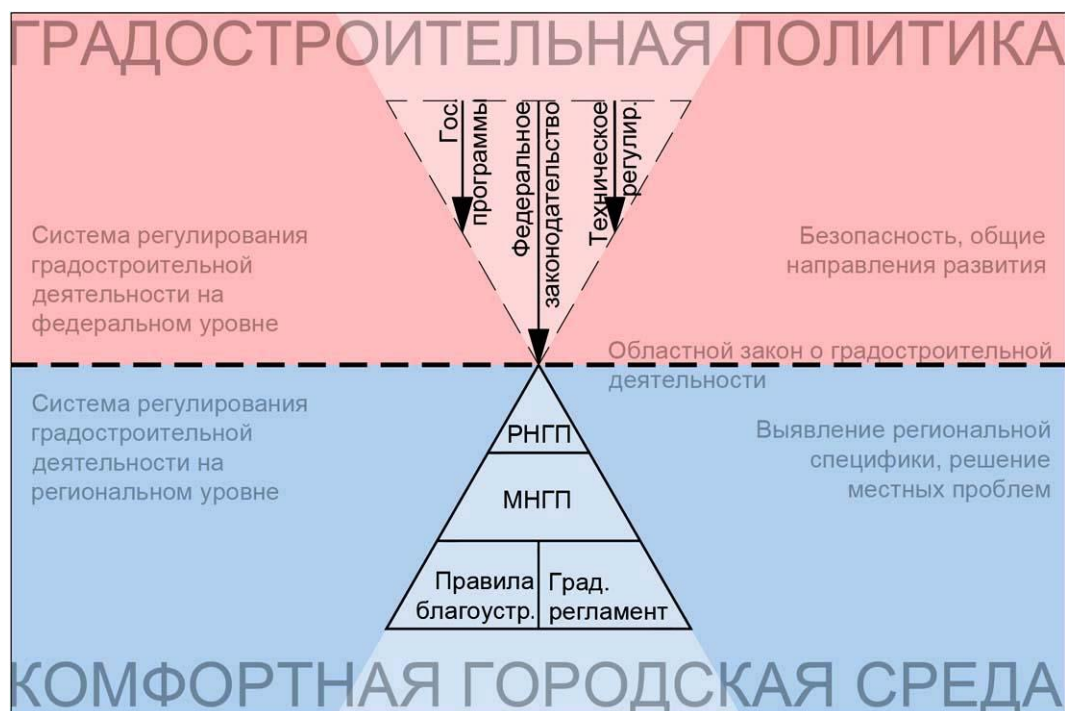 ГРАДОСТРОИТЕЛЬНАЯ ПОЛИТИКА
Гос.
программы
Федеральное
законодательство
Техническое
регулир.
Система регулирования
градостроительной
деятельности на
федеральном уровне
Безопасность, общие
направления развития
Областной закон о градостроительной
деятельности
Система регулирования
градостроительной
деятельности на
региональном уровне
РНГП
МНГП
Правила
благоустр.
Град.
регламент
Выявление региональной
специфики, решение
местных проблем
КОМФОРТНАЯ ГОРОДСКАЯ СРЕДА